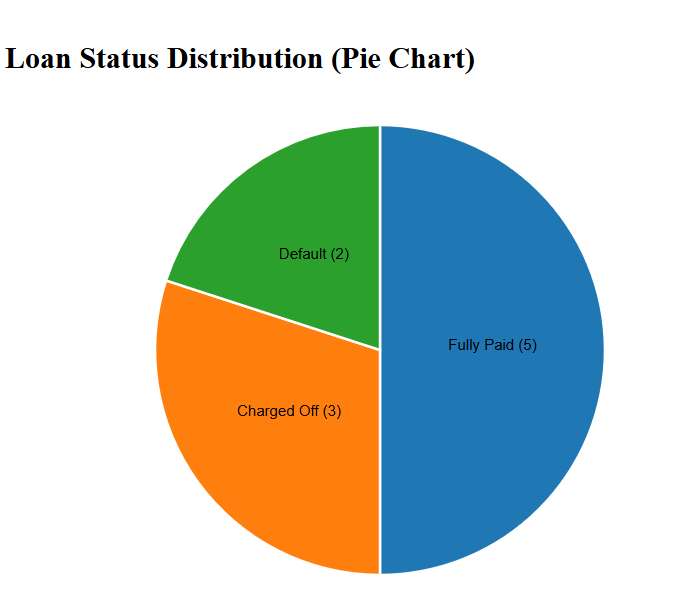 Loan Status Distribution (Pie Chart)
Default (2)
Fully Paid (5)
Charged Off (3)